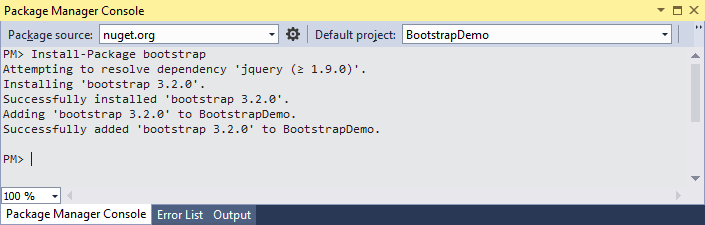 Package Manager Console
Package source: nuget.org Default project: BootstrapDemo
PM> Install-Package bootstrap
Attempting to resolve dependency 'jquery (≥ 1.9.0)'.
Installing 'bootstrap 3.2.0'.
Successfully installed 'bootstrap 3.2.0'.
Adding 'bootstrap 3.2.0' to BootstrapDemo.
Successfully added 'bootstrap 3.2.0' to BootstrapDemo.
PM>
100 %
Package Manager Console Error List Output